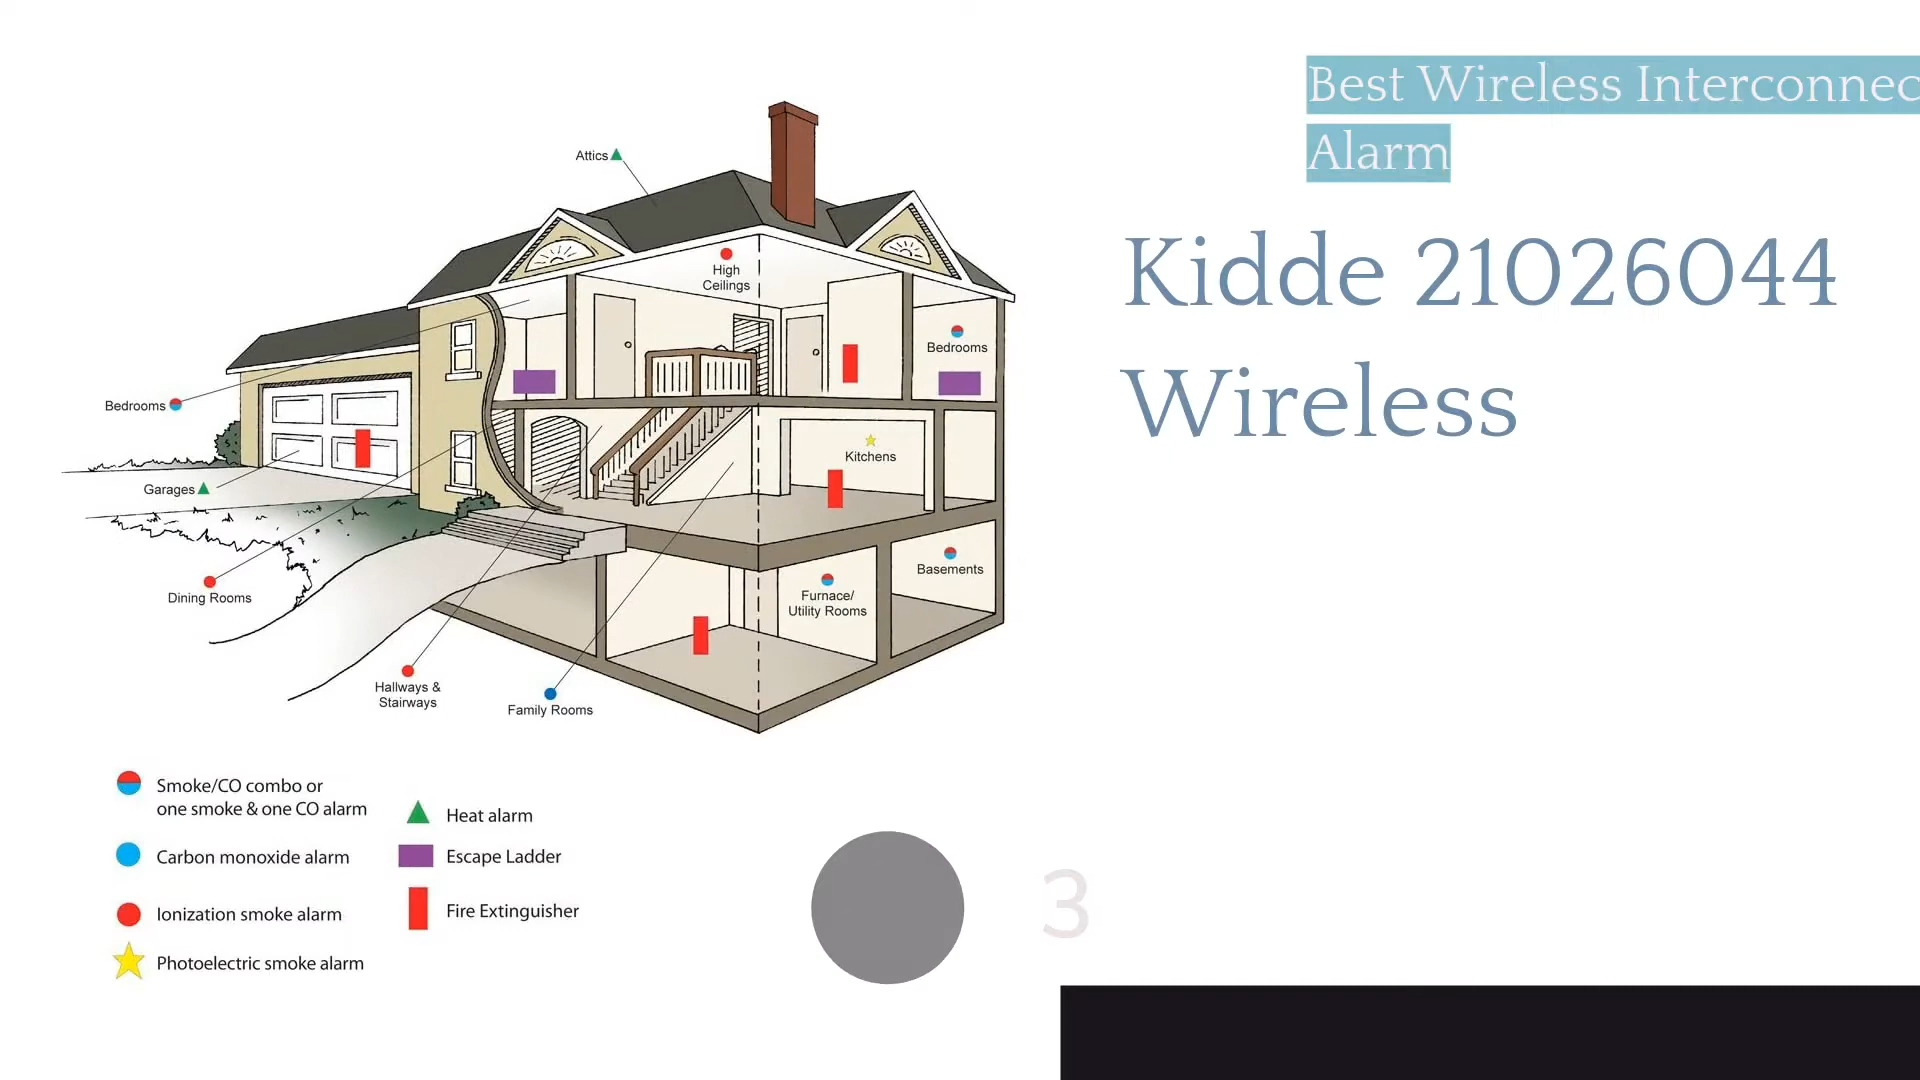 Best Wireless Interconnec
Alarm
Kidde 21026044
Wireless
Attics
High
Ceilings
Bedrooms
Bedrooms
Kitchens
Garages
Basements
Dining Rooms
Furnace/
Utility Rooms
Hallways &
Stairways
Family Rooms
Smoke/CO combo or
one smoke & one CO alarm
Carbon monoxide alarm
Ionization smoke alarm
Photoelectric smoke alarm
Heat alarm
Escape Ladder
Fire Extinguisher
3